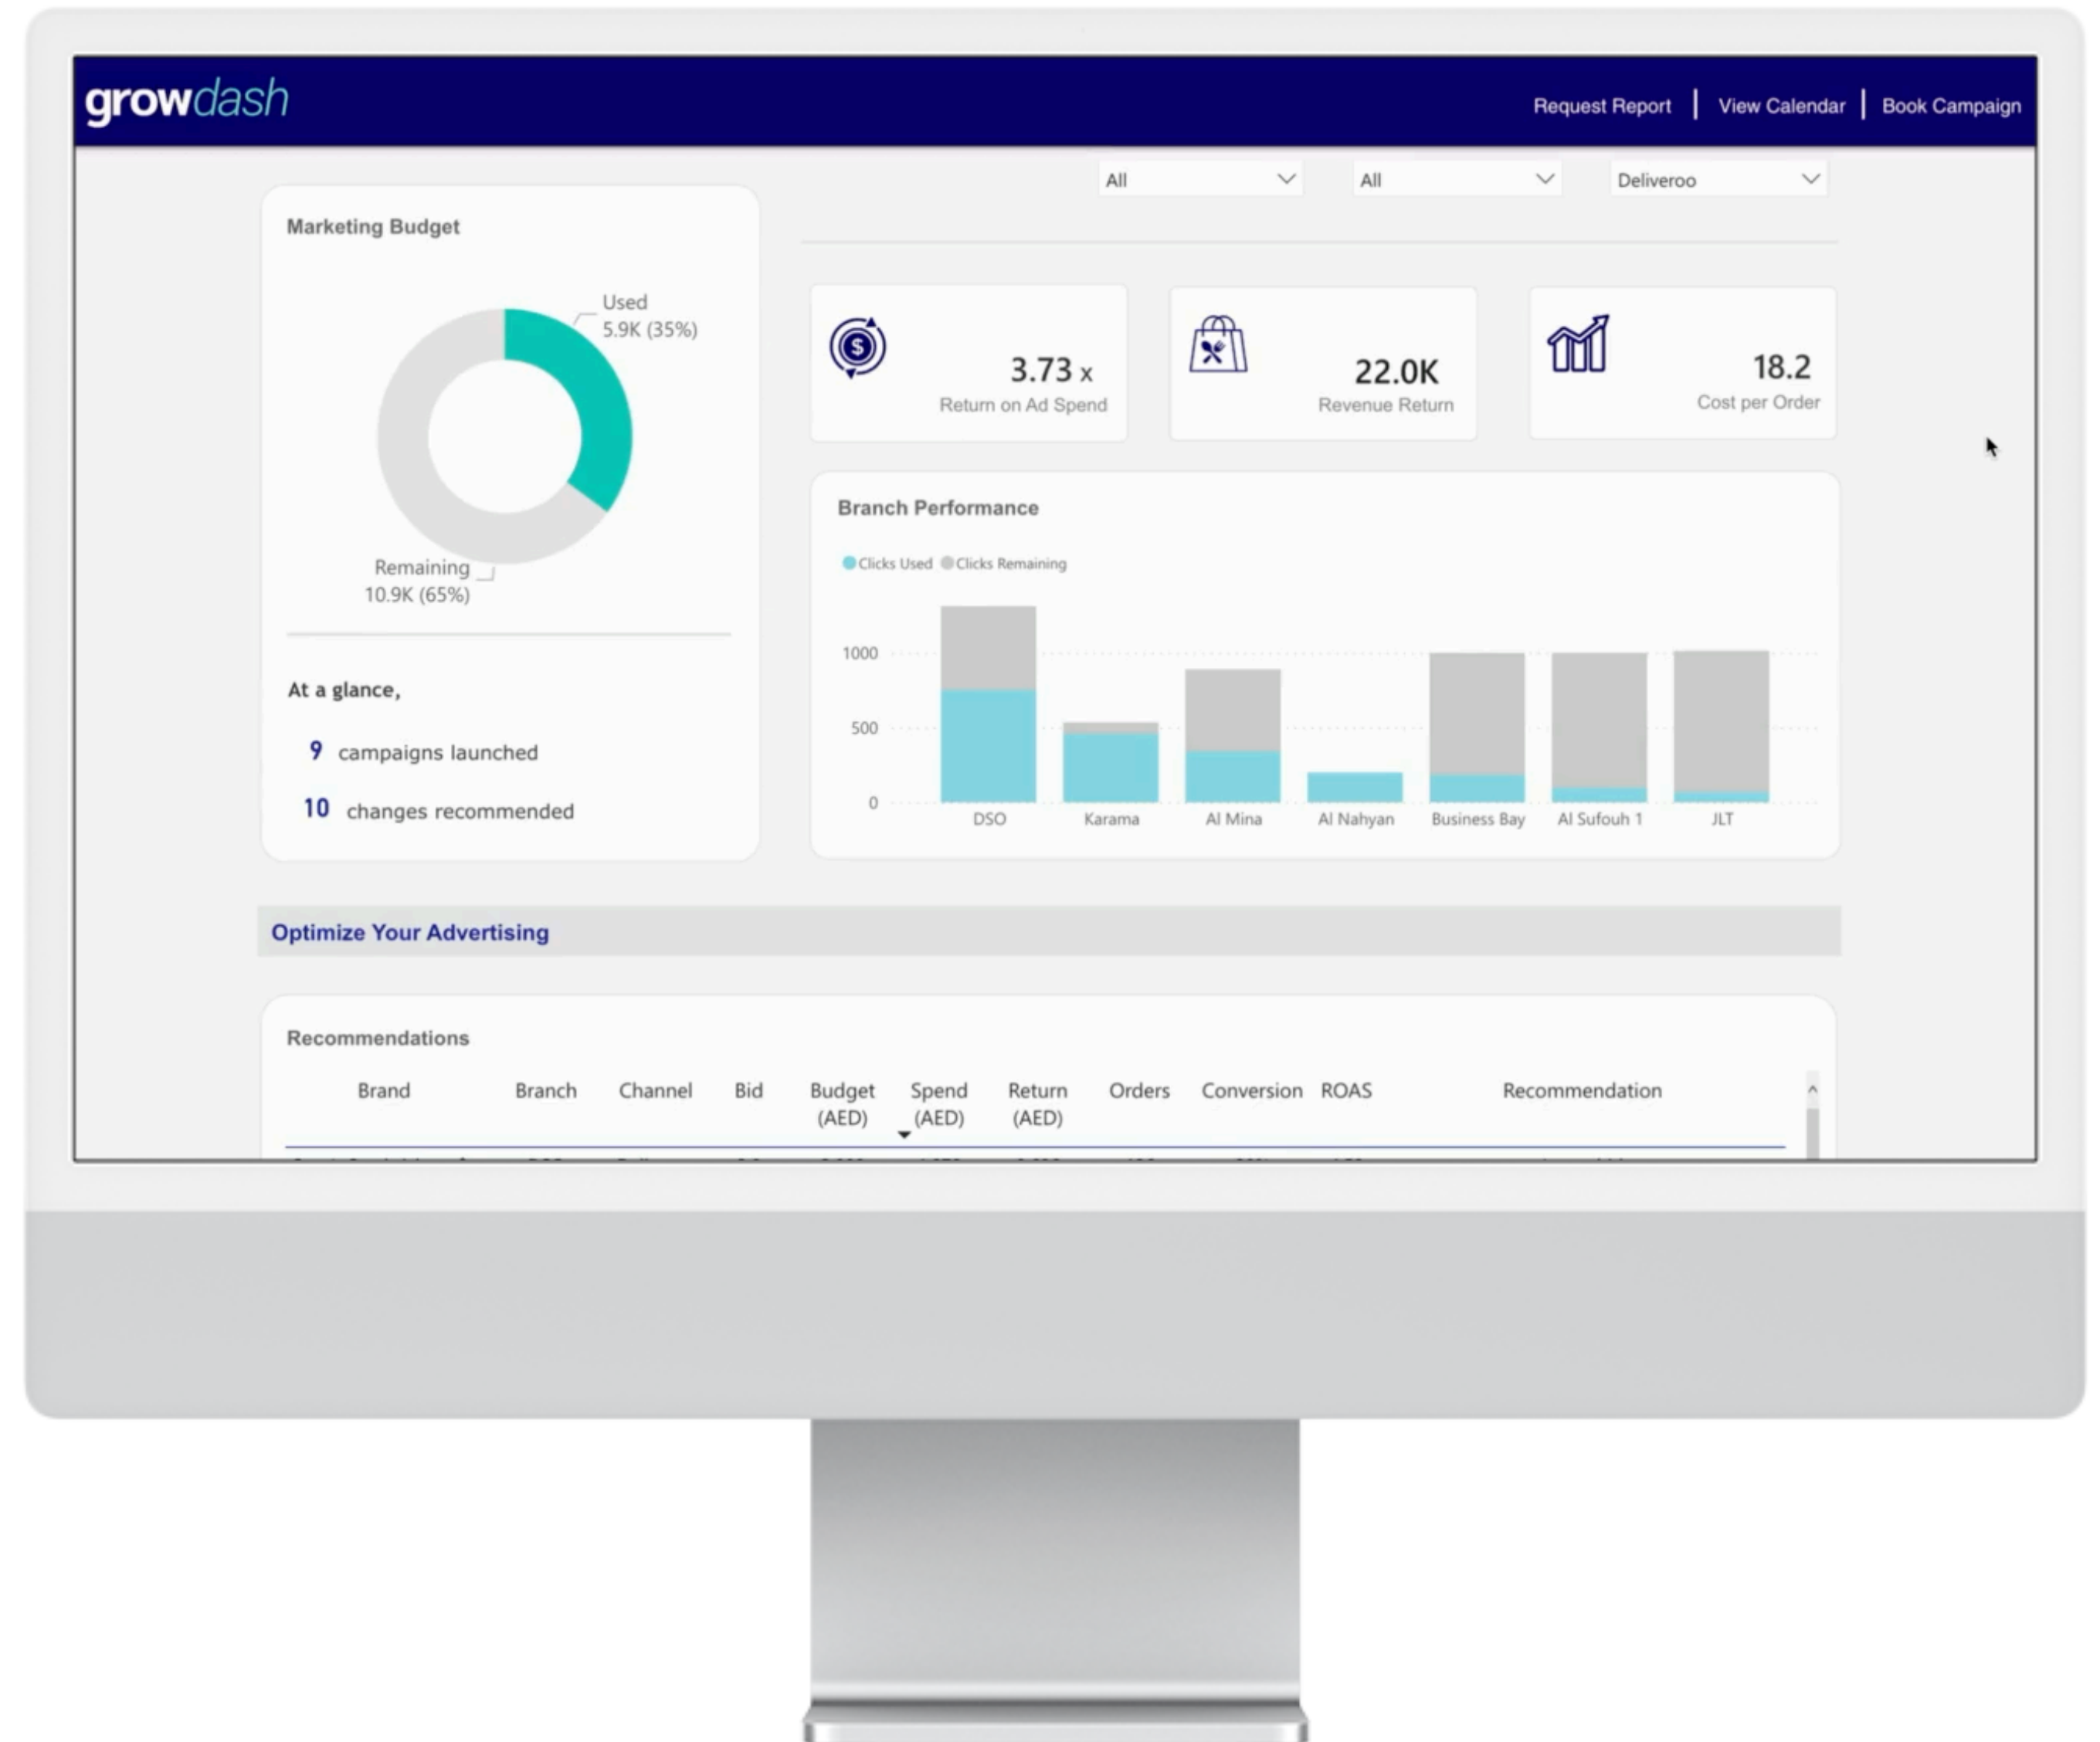 growdash
Request Report | View Calendar | Book Campaign
All
All
Deliveroo
Marketing Budget
Used
5.9K (35%)
Remaining
10.9K (65%)
At a glance,
9 campaigns launched
10 changes recommended
$
3.73 x
Return on Ad Spend
22.0K
Revenue Return
18.2
Cost per Order
Branch Performance
Clicks Used Clicks Remaining
1000
500
0
DSO Karama Al Mina Al Nahyan Business Bay Al Sufouh 1 JLT
Optimize Your Advertising
Recommendations
Brand Branch Channel Bid Budget Spend Return Orders Conversion ROAS Recommendation
(AED) (AED) (AED)